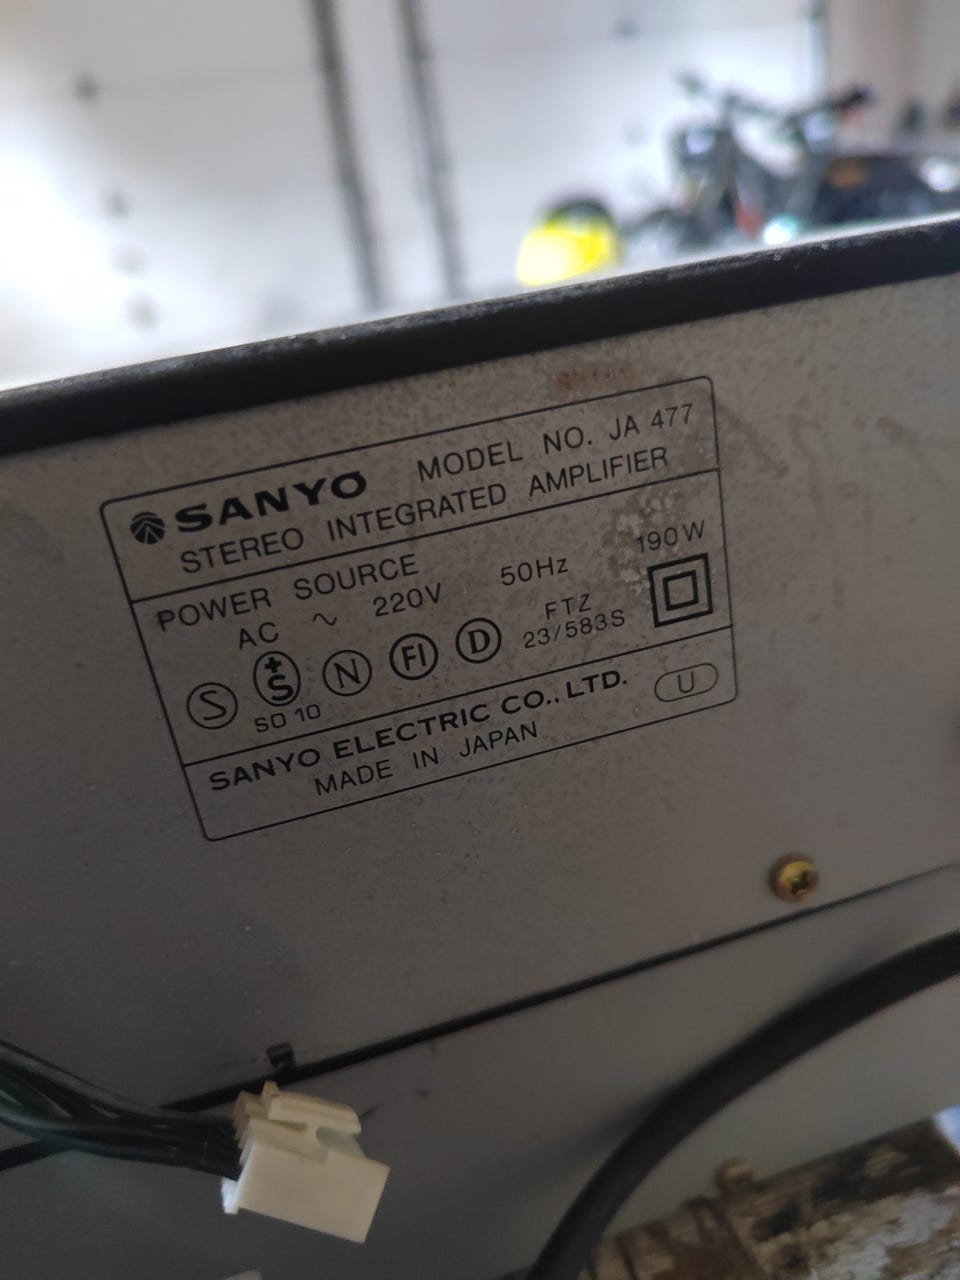 SANYO MODEL NO. JA 477
STEREO INTEGRATED AMPLIFIER
POWER SOURCE
AC ~ 220V 50Hz 190W
S +S N FI D FTZ
SO 10 23/583S
SANYO ELECTRIC CO., LTD.
MADE IN JAPAN U